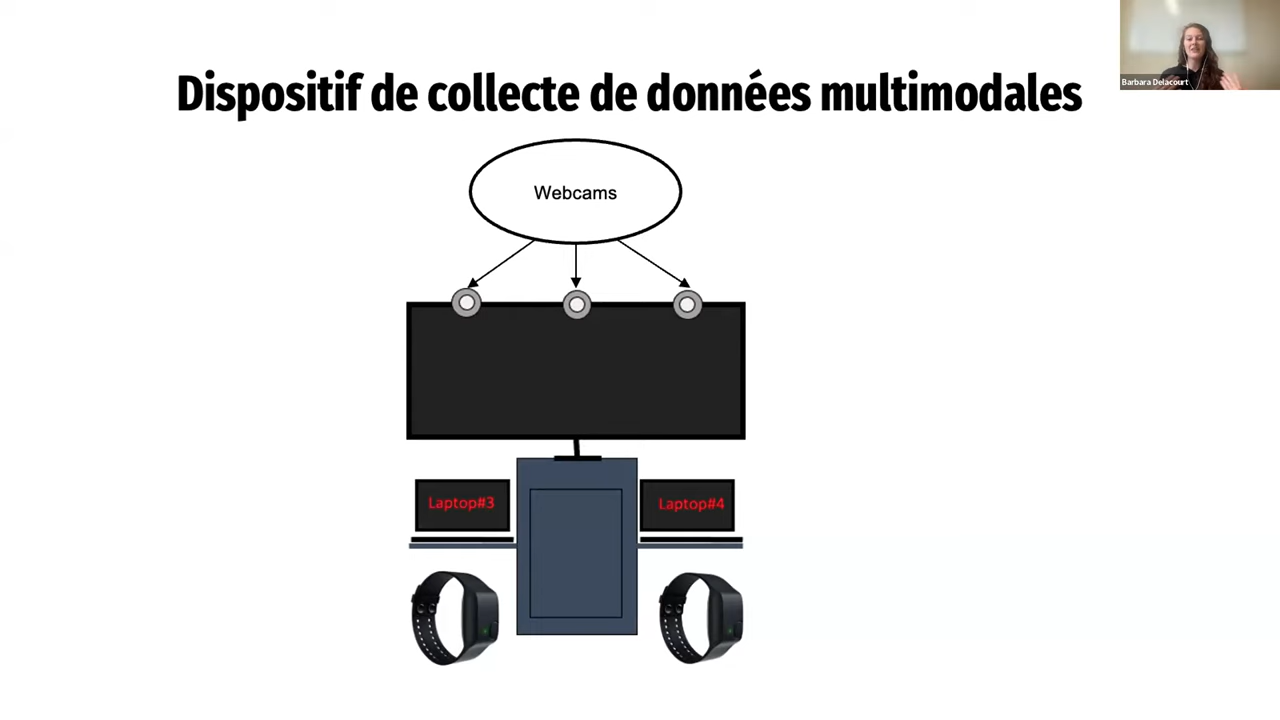 Dispositif de collecte de données multimodales
Barbara Delacourt
Webcams
Laptop#3
Laptop#4